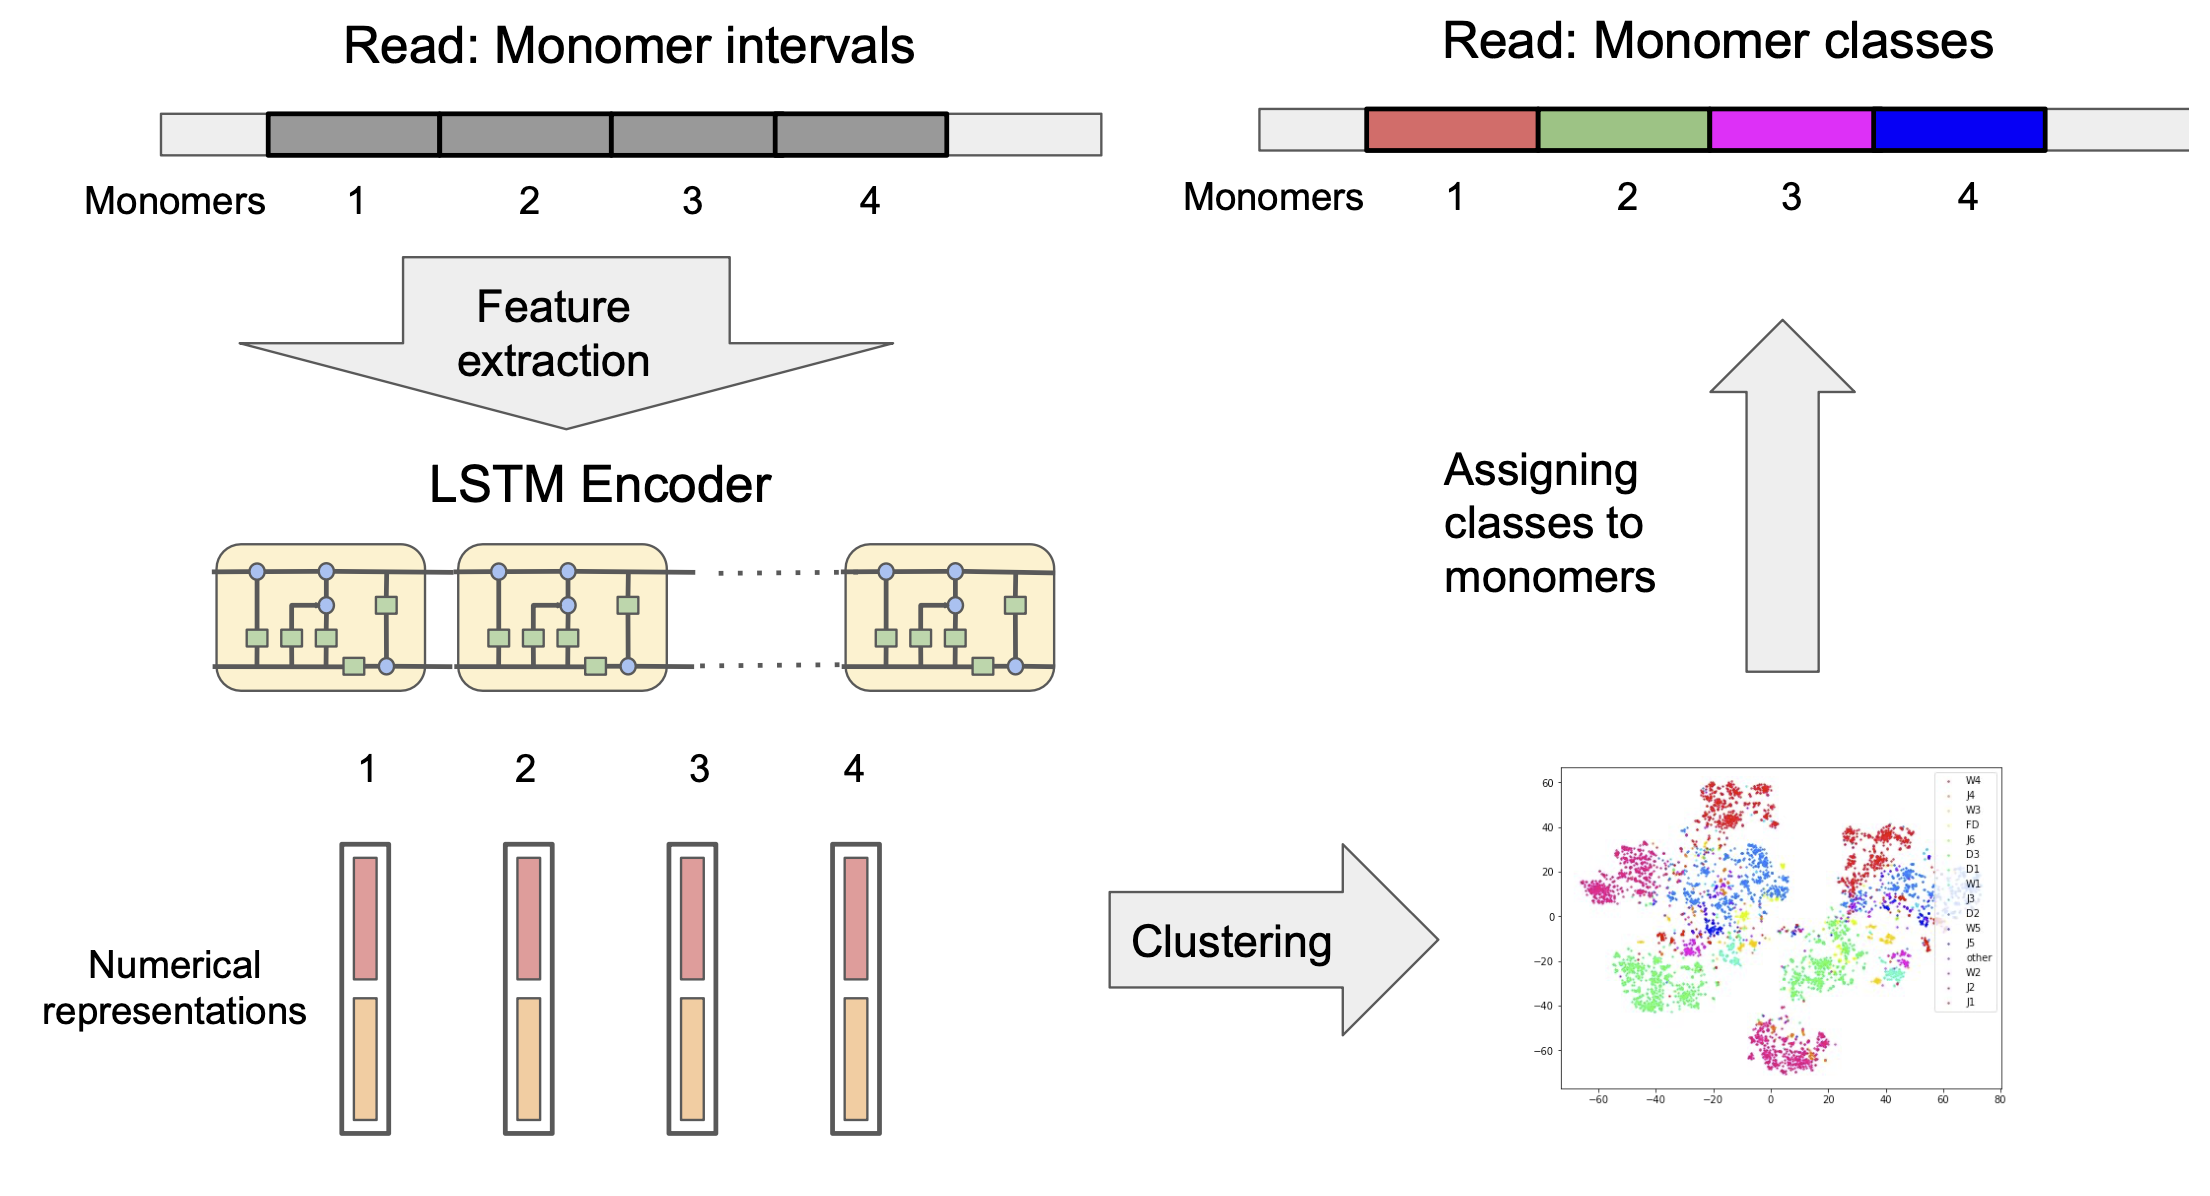 Read: Monomer intervals
Monomers 1 2 3 4
Feature
extraction
LSTM Encoder
1 2 3 4
Numerical
representations
Clustering
60
40
20
0
−20
−40
−60
−60 −40 −20 0 20 40 60 80
W4
J4
W3
FD
J6
D3
D1
W1
J3
D2
W5
J5
other
W2
J2
J1
Assigning
classes to
monomers
Read: Monomer classes
Monomers 1 2 3 4